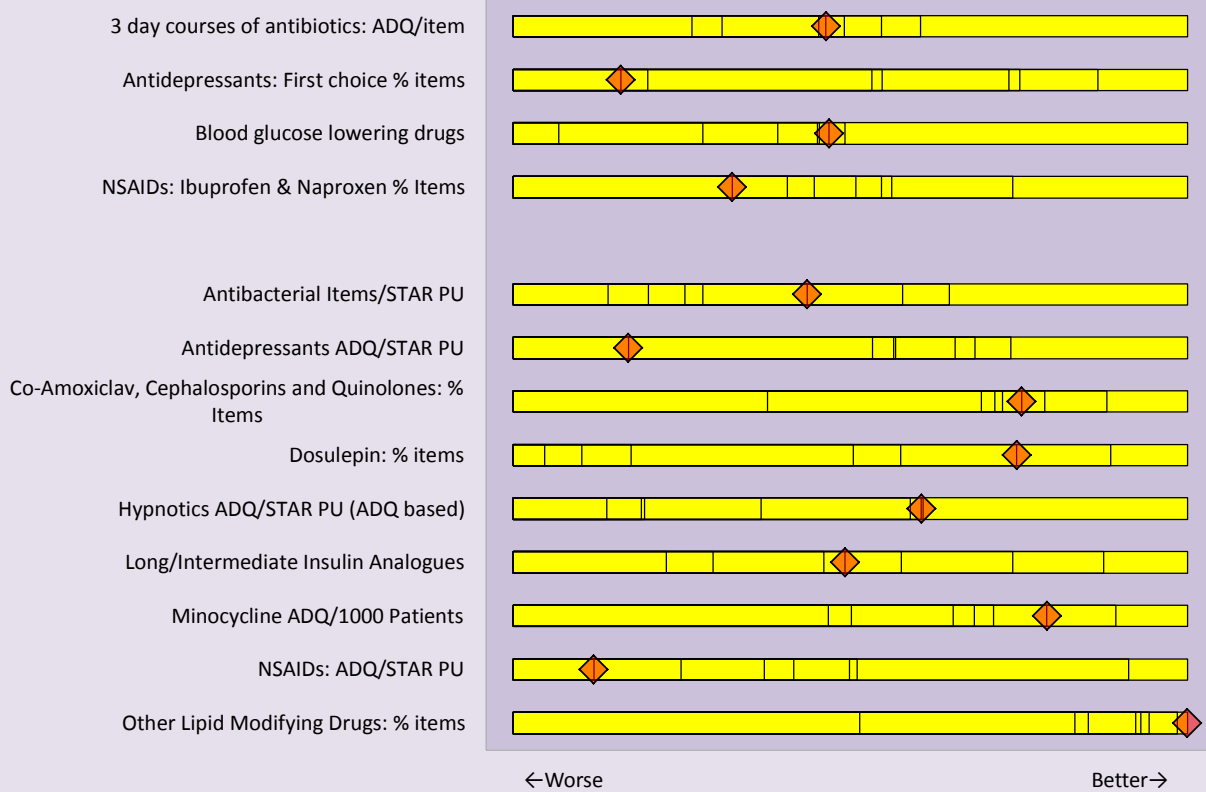 3 day courses of antibiotics: ADQ/item
Antidepressants: First choice % items
Blood glucose lowering drugs
NSAIDs: Ibuprofen & Naproxen % Items
Antibacterial Items/STAR PU
Antidepressants ADQ/STAR PU
Co-Amoxiclav, Cephalosporins and Quinolones: %
Items
Dosulepin: % items
Hypnotics ADQ/STAR PU (ADQ based)
Long/Intermediate Insulin Analogues
Minocycline ADQ/1000 Patients
NSAIDs: ADQ/STAR PU
Other Lipid Modifying Drugs: % items
←Worse
Better→